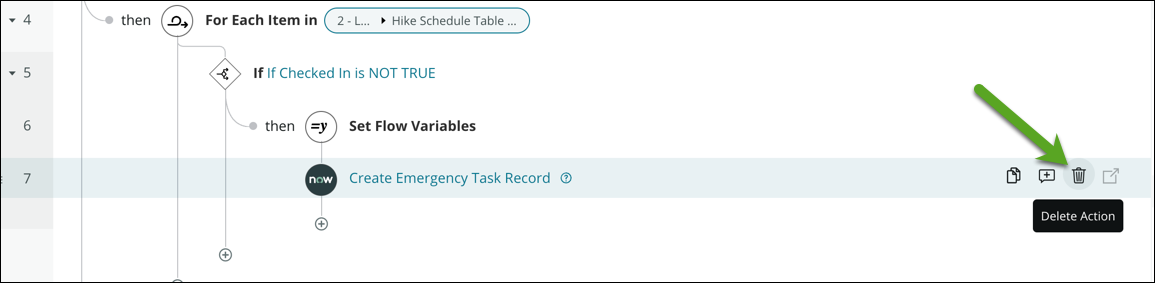 4 then For Each Item in 2 - L... ▸ Hike Schedule Table ...
5 If If Checked In is NOT TRUE
6 then =y Set Flow Variables
7 now Create Emergency Task Record
Delete Action